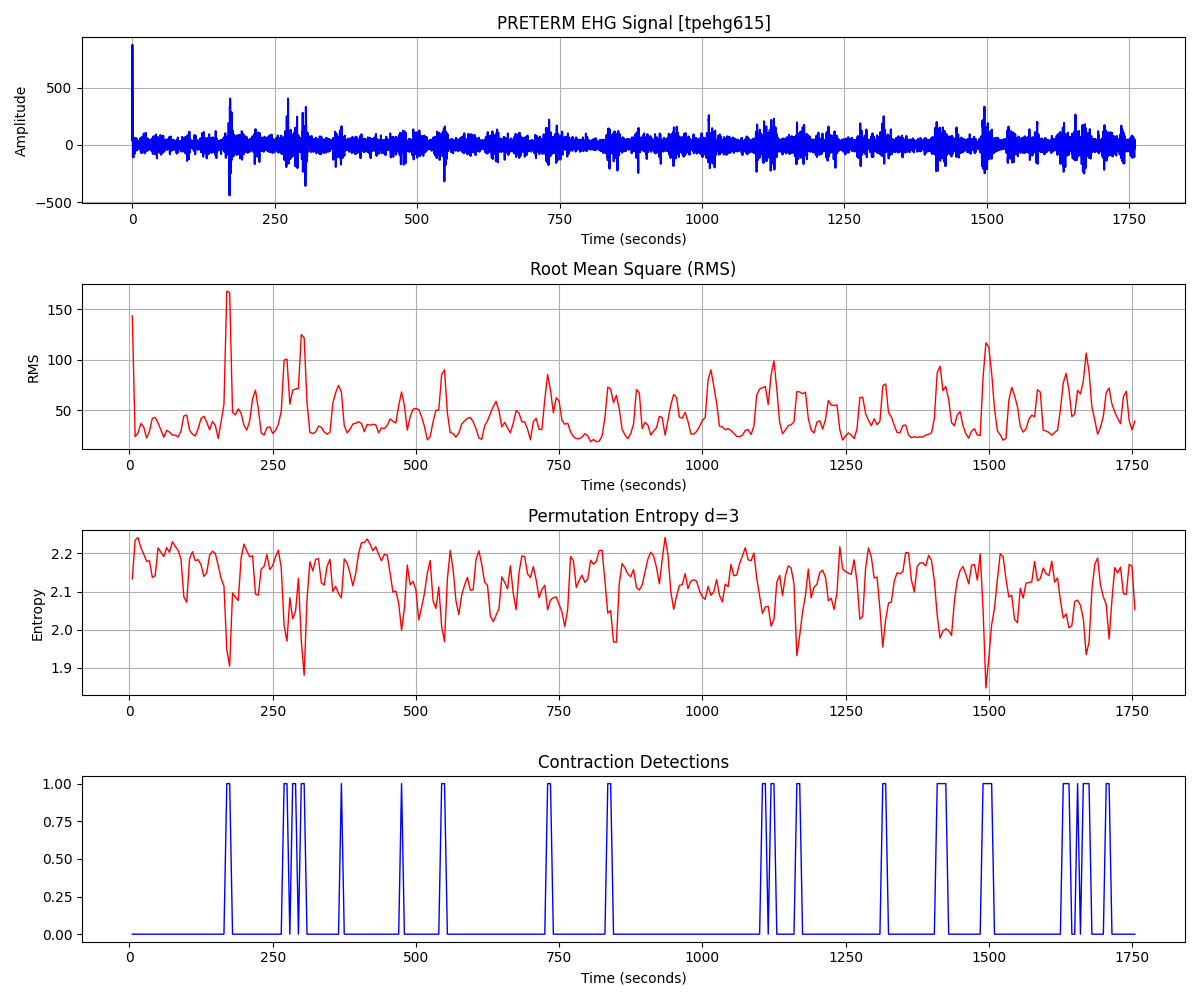 PRETERM EHG Signal [tpehg615]
Amplitude
500
0
−500
0 250 500 750 1000 1250 1500 1750
Time (seconds)
Root Mean Square (RMS)
RMS
150
100
50
0 250 500 750 1000 1250 1500 1750
Time (seconds)
Permutation Entropy d=3
Entropy
2.2
2.1
2.0
1.9
0 250 500 750 1000 1250 1500 1750
Contraction Detections
1.00
0.75
0.50
0.25
0.00
0 250 500 750 1000 1250 1500 1750
Time (seconds)